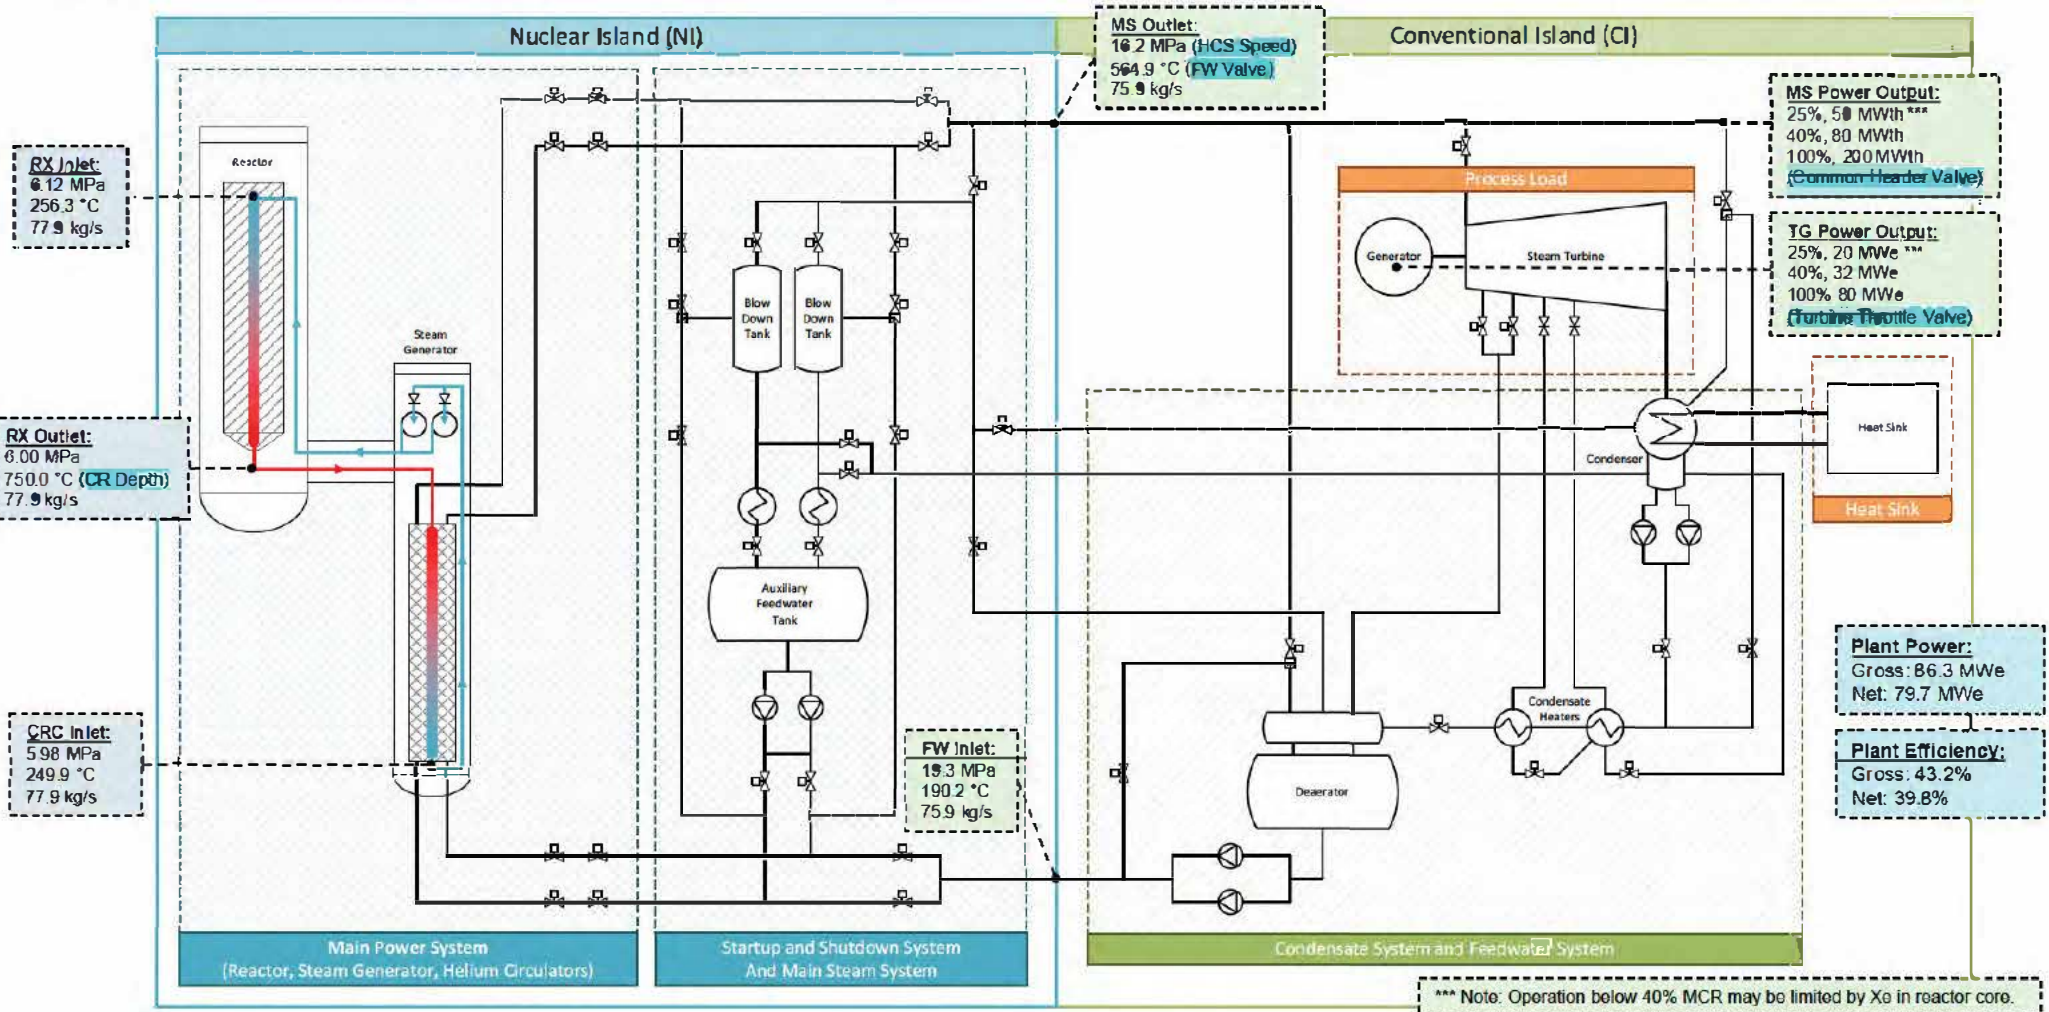 Nuclear Island (NI)
Conventional Island (CI)
MS Outlet:
16.2 MPa (HCS Speed)
564.9 °C (FW Valve)
75.9 kg/s
MS Power Output:
25%, 50 MWth ***
40%, 80 MWth
100%, 200 MWth
(Common Header Valve)
TG Power Output:
25%, 20 MWe ***
40%, 32 MWe
100% 80 MWe
(Turbine Throttle Valve)
RX Inlet:
6.12 MPa
256.3 °C
77.9 kg/s
Reactor
Steam
Generator
RX Outlet:
6.00 MPa
750.0 °C (CR Depth)
77.9 kg/s
CRC Inlet:
5.98 MPa
249.9 °C
77.9 kg/s
Blow
Down
Tank
Blow
Down
Tank
Auxiliary
Feedwater
Tank
FW Inlet:
19.3 MPa
190.2 °C
75.9 kg/s
Process Load
Generator
Steam Turbine
Condenser
Heat Sink
Heat Sink
Condensate
Heaters
Deaerator
Plant Power:
Gross: 86.3 MWe
Net: 79.7 MWe
Plant Efficiency:
Gross: 43.2%
Net: 39.8%
Main Power System
(Reactor, Steam Generator, Helium Circulators)
Startup and Shutdown System
And Main Steam System
Condensate System and Feedwater System
*** Note: Operation below 40% MCR may be limited by Xe in reactor core.